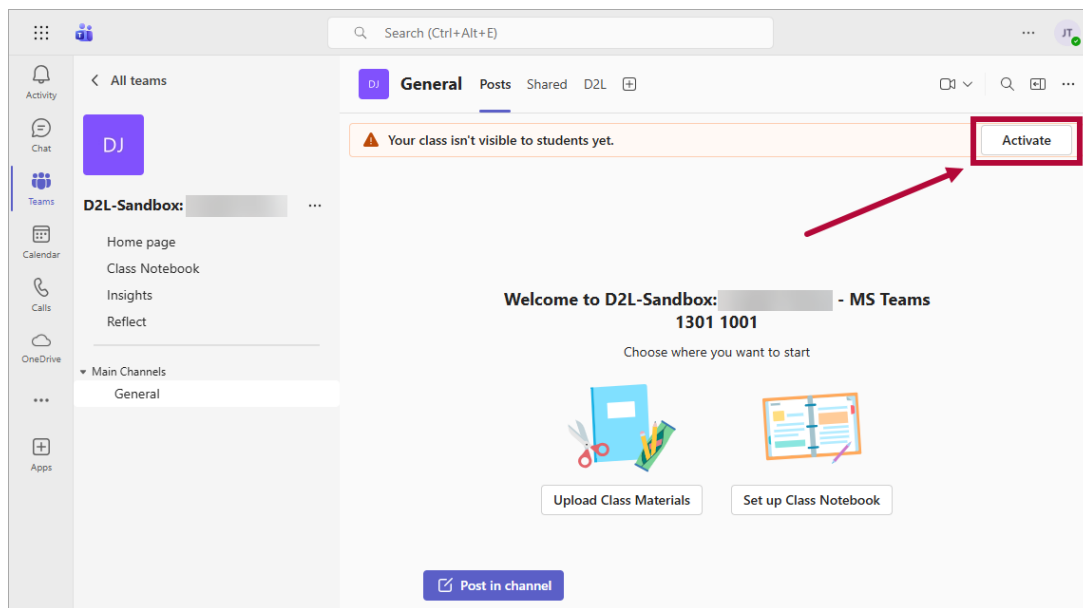 Search (Ctrl+Alt+E)
JT
Activity
Chat
Teams
Calendar
Calls
OneDrive
Apps
All teams
DJ
D2L-Sandbox:
Home page
Class Notebook
Insights
Reflect
Main Channels
General
DJ General Posts Shared D2L
Your class isn't visible to students yet.
Activate
Welcome to D2L-Sandbox: - MS Teams
1301 1001
Choose where you want to start
Upload Class Materials
Set up Class Notebook
Post in channel